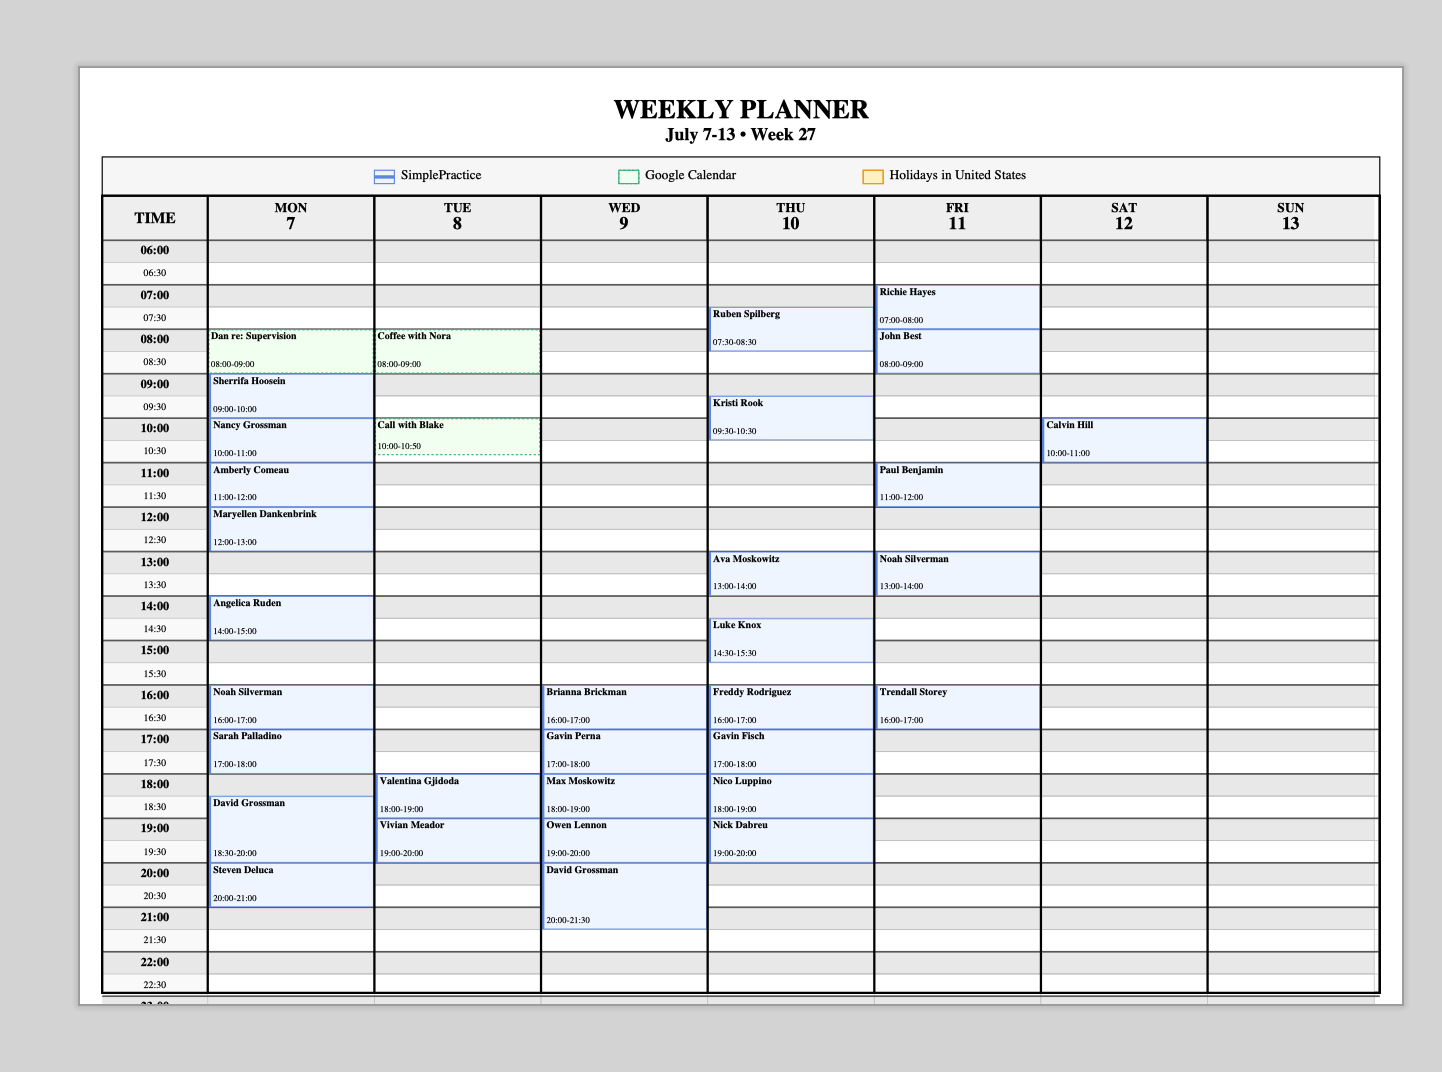 WEEKLY PLANNER
July 7-13 • Week 27
SimplePractice Google Calendar Holidays in United States
TIME MON 7 TUE 8 WED 9 THU 10 FRI 11 SAT 12 SUN 13
06:00
06:30
07:00 Richie Hayes
07:30 Ruben Spilberg 07:00-08:00
07:30-08:30
08:00 Dan re: Supervision Coffee with Nora John Best
08:30 08:00-09:00 08:00-09:00 08:00-09:00
09:00 Sherrifa Hoosein
09:30 09:00-10:00 Kristi Rook
09:30-10:30
10:00 Nancy Grossman Call with Blake Calvin Hill
10:30 10:00-11:00 10:00-10:50 10:00-11:00
11:00 Amberly Comeau Paul Benjamin
11:30 11:00-12:00 11:00-12:00
12:00 Maryellen Dankenbrink
12:30 12:00-13:00
13:00 Ava Moskowitz Noah Silverman
13:30 13:00-14:00 13:00-14:00
14:00 Angelica Ruden
14:30 14:00-15:00 Luke Knox
15:00 14:30-15:30
15:30
16:00 Noah Silverman Brianna Brickman Freddy Rodriguez Trendall Storey
16:30 16:00-17:00 16:00-17:00 16:00-17:00 16:00-17:00
17:00 Sarah Palladino Gavin Perna Gavin Fisch
17:30 17:00-18:00 17:00-18:00 17:00-18:00
18:00 Valentina Gjidoda Max Moskowitz Nico Luppino
18:30 David Grossman 18:00-19:00 18:00-19:00 18:00-19:00
19:00 Vivian Meador Owen Lennon Nick Dabreu
19:30 18:30-20:00 19:00-20:00 19:00-20:00 19:00-20:00
20:00 Steven Deluca David Grossman
20:30 20:00-21:00
21:00 20:00-21:30
21:30
22:00
22:30